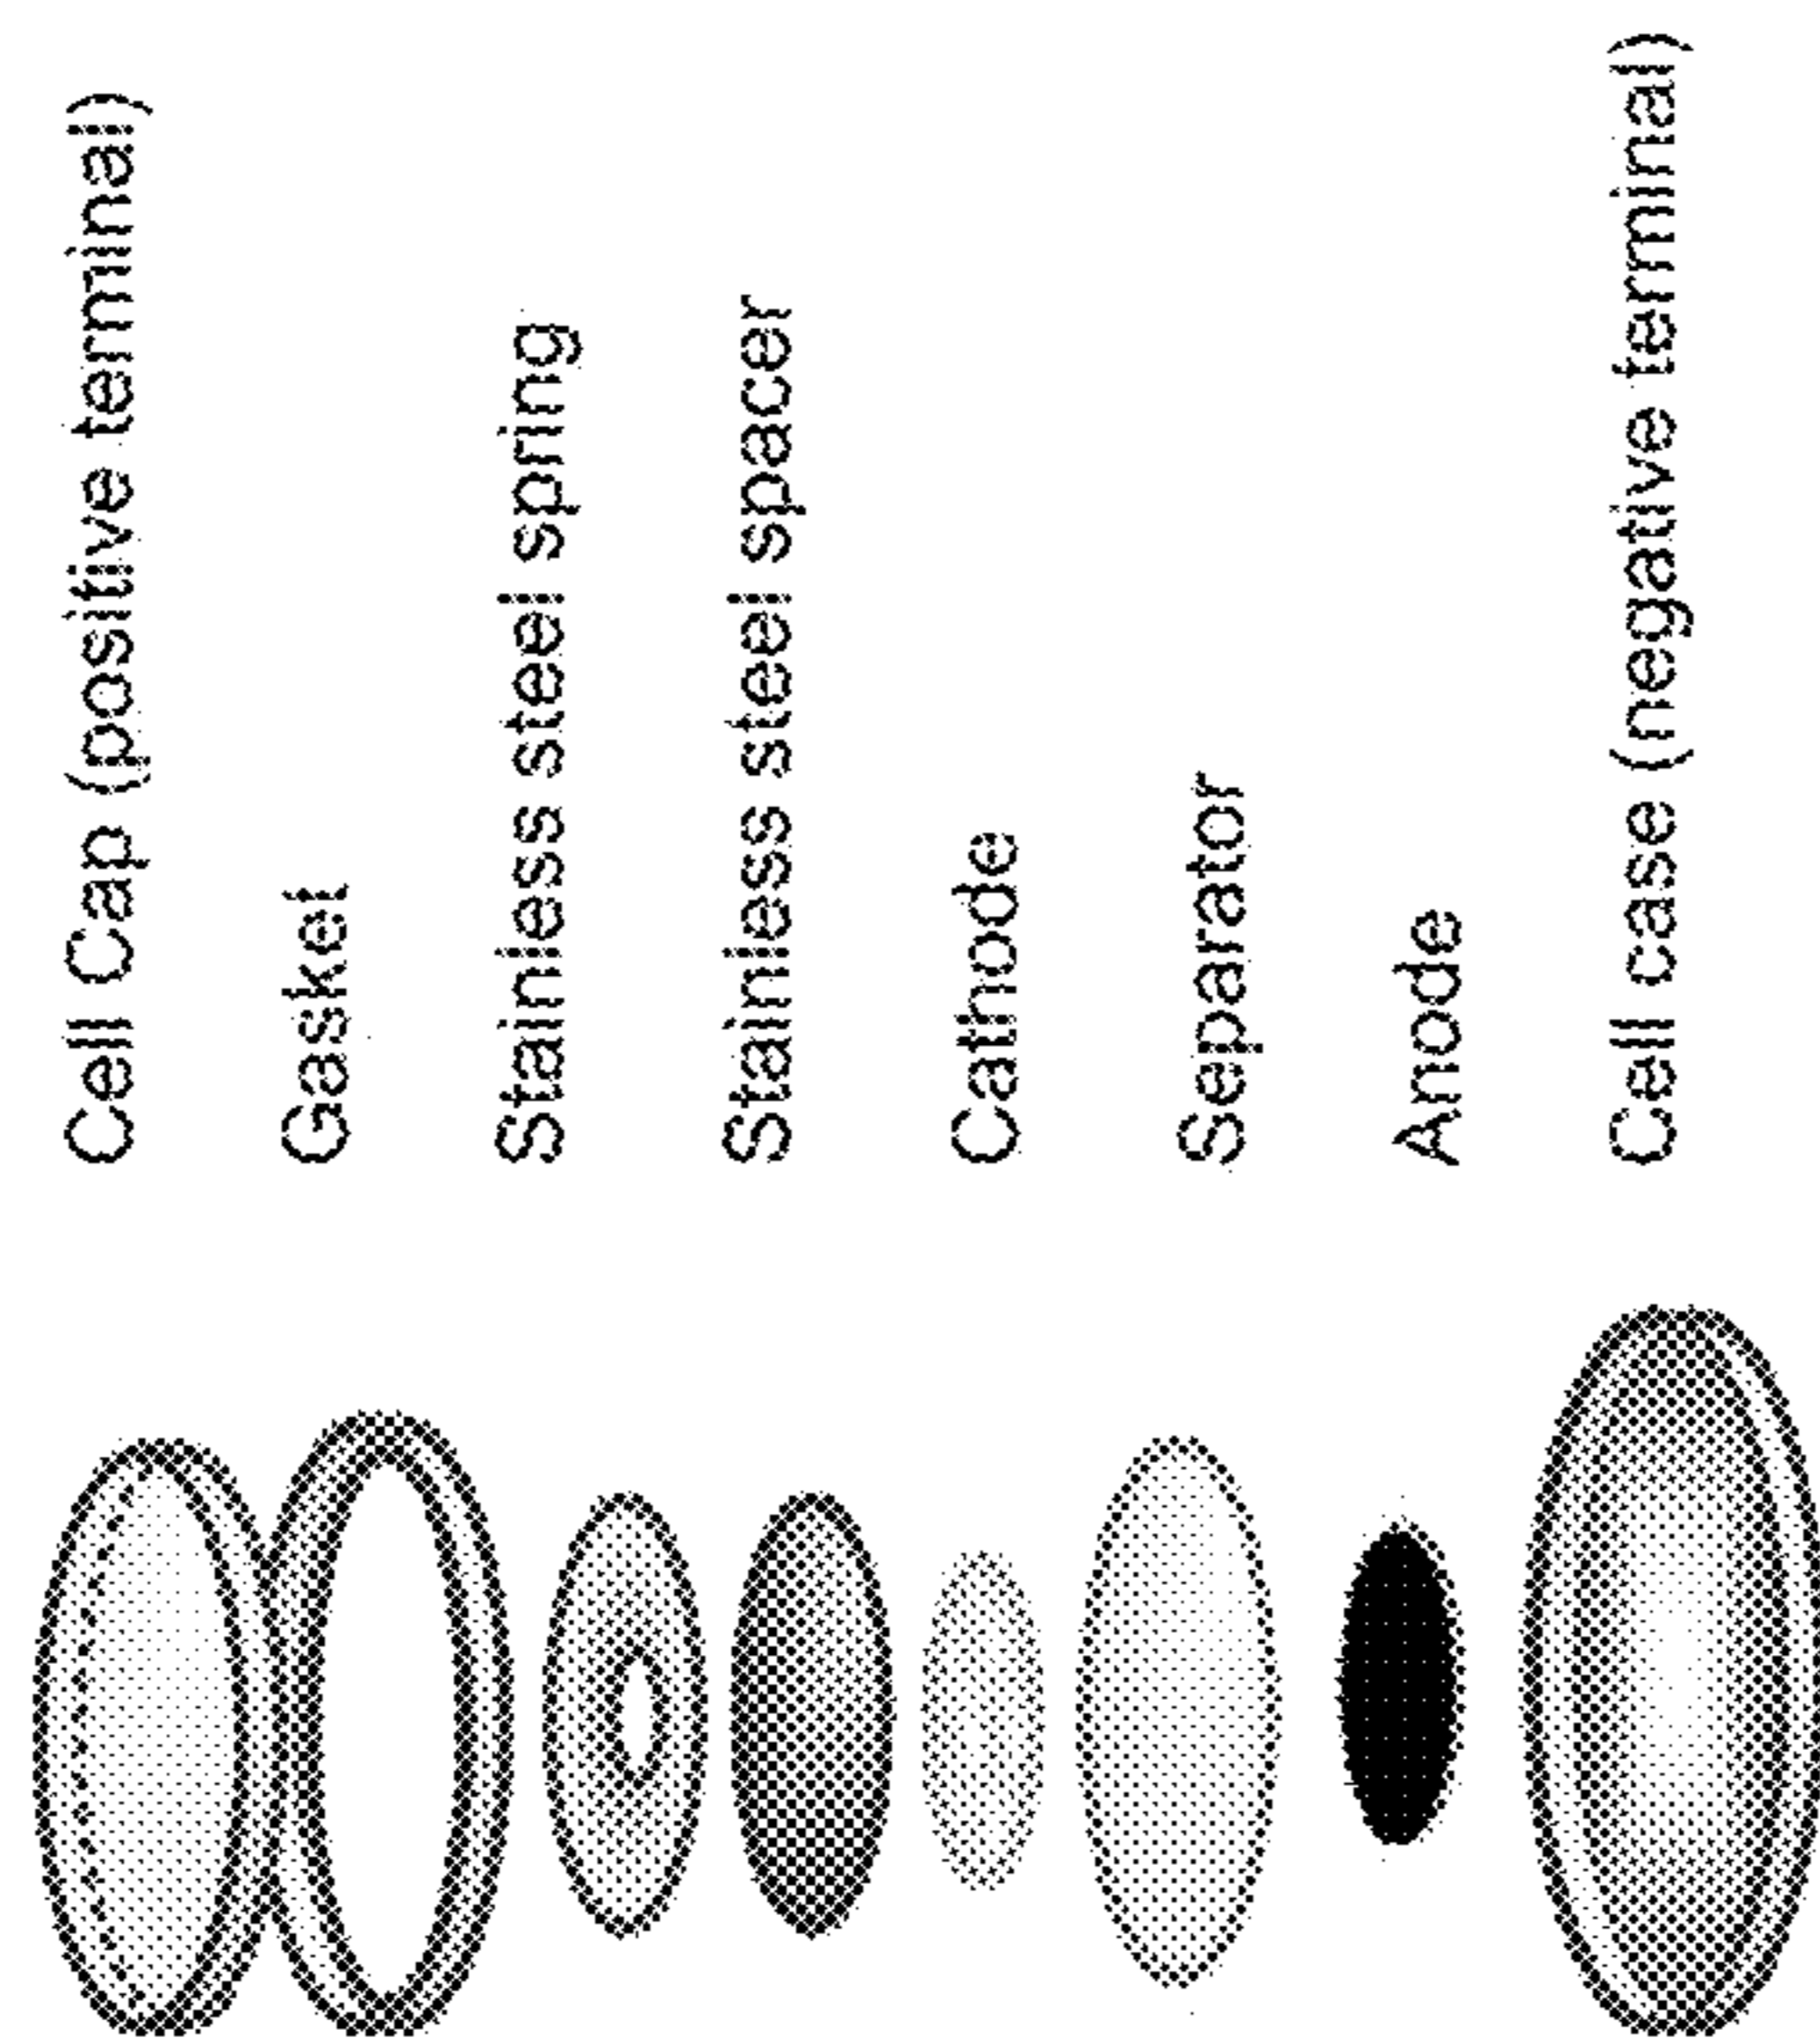 Cell Cap (positive terminal)
Gasket
Stainless steel spring
Stainless steel spacer
Cathode
Separator
Anode
Cell case (negative terminal)